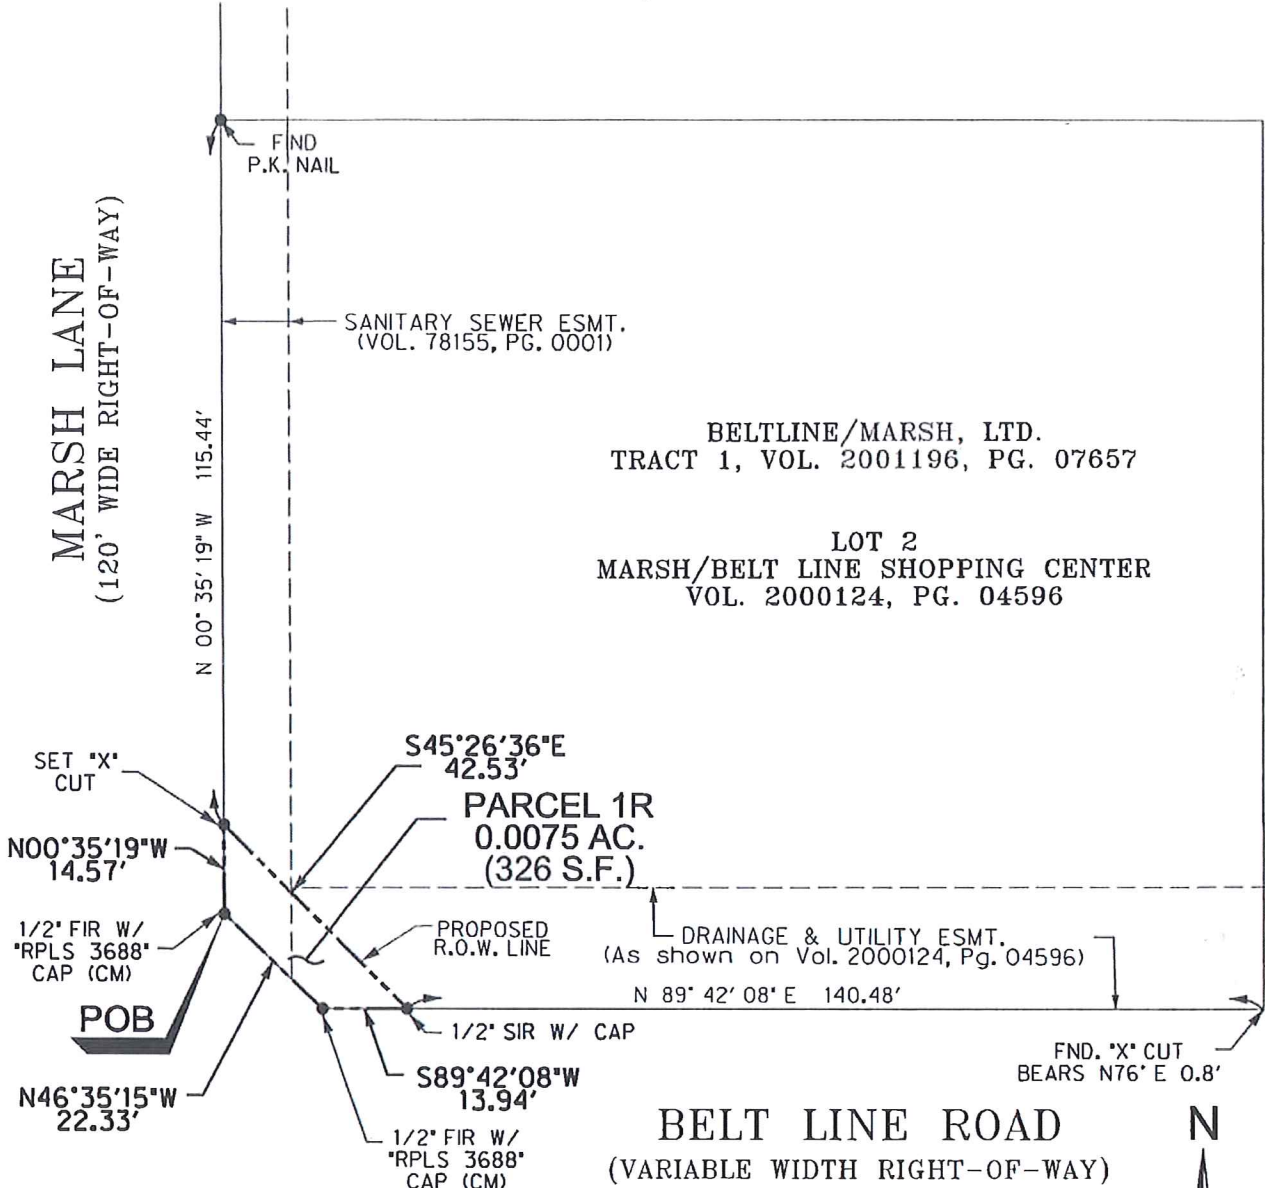 FND
P.K. NAIL
MARSH LANE
(120' WIDE RIGHT-OF-WAY)
SANITARY SEWER ESMT.
(VOL. 78155, PG. 0001)
N 00° 35' 19" W 115.44'
BELTLINE/MARSH, LTD.
TRACT 1, VOL. 2001196, PG. 07657
LOT 2
MARSH/BELT LINE SHOPPING CENTER
VOL. 2000124, PG. 04596
SET "X"
CUT
S45°26'36"E
42.53'
PARCEL 1R
0.0075 AC.
(326 S.F.)
N00°35'19"W
14.57'
1/2" FIR W/
"RPLS 3688"
CAP (CM)
PROPOSED
R.O.W. LINE
DRAINAGE & UTILITY ESMT.
(As shown on Vol. 2000124, Pg. 04596)
N 89° 42' 08" E 140.48'
POB
1/2" SIR W/ CAP
FND. "X" CUT
BEARS N76° E 0.8'
S89°42'08"W
13.94'
N46°35'15"W
22.33'
1/2" FIR W/
"RPLS 3688"
CAP (CM)
BELT LINE ROAD
(VARIABLE WIDTH RIGHT-OF-WAY)
N